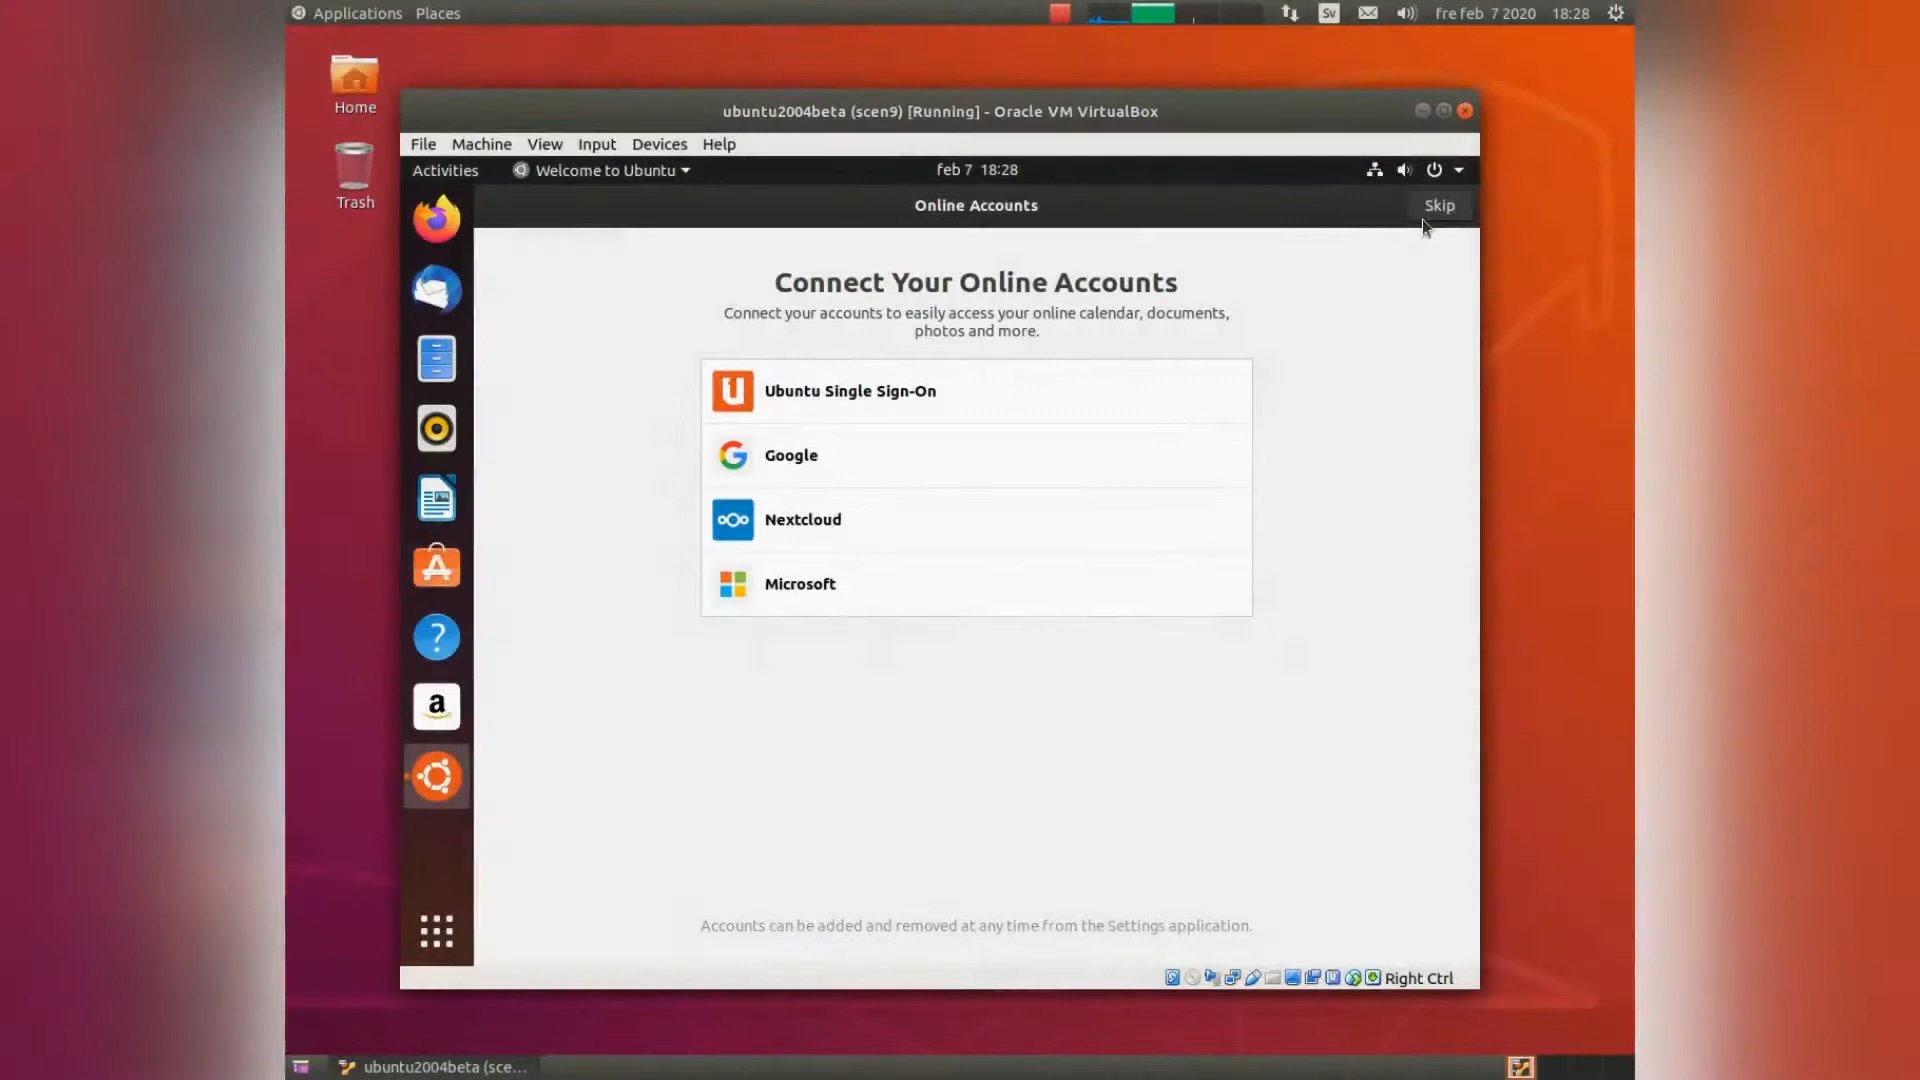 Applications Places
Sv fre feb 7 2020 18:28
Home
Trash
ubuntu2004beta (scen9) [Running] - Oracle VM VirtualBox
File Machine View Input Devices Help
Activities Welcome to Ubuntu feb 7 18:28
Online Accounts Skip
Connect Your Online Accounts
Connect your accounts to easily access your online calendar, documents,
photos and more.
Ubuntu Single Sign-On
Google
Nextcloud
Microsoft
Accounts can be added and removed at any time from the Settings application.
Right Ctrl
ubuntu2004beta (sce...